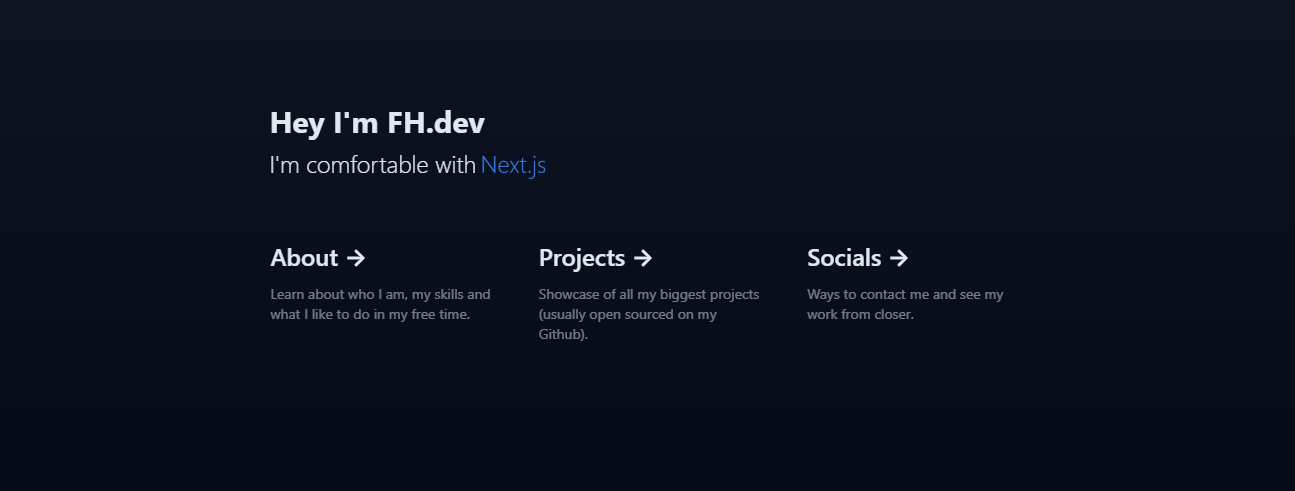 Hey I'm FH.dev
I'm comfortable with Next.js
About →
Learn about who I am, my skills and
what I like to do in my free time.
Projects →
Showcase of all my biggest projects
(usually open sourced on my
Github).
Socials →
Ways to contact me and see my
work from closer.